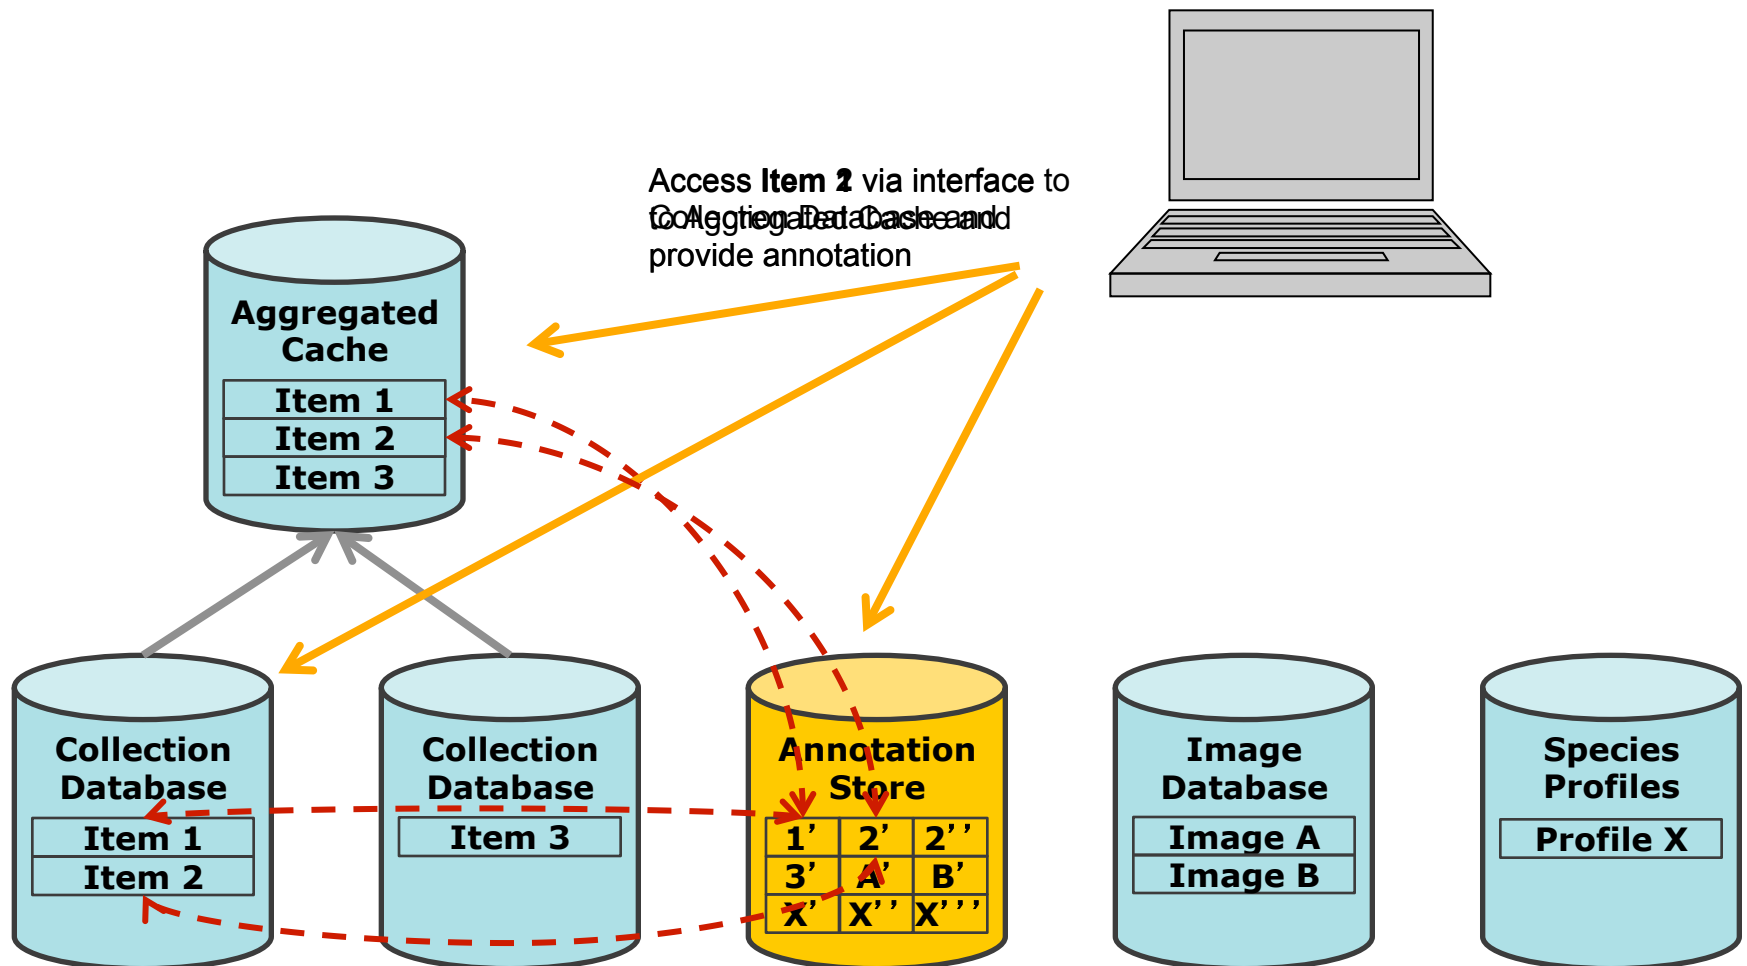 Access Item via interface to
provide annotation
Aggregated
Cache
Item 1
Item 2
Item 3
Collection
Database
Item 1
Item 2
Collection
Database
Item 3
Annotation
Store
1’ 2’ 2’’
3’ A’ B’
X’ X’’ X’’’
Image
Database
Image A
Image B
Species
Profiles
Profile X